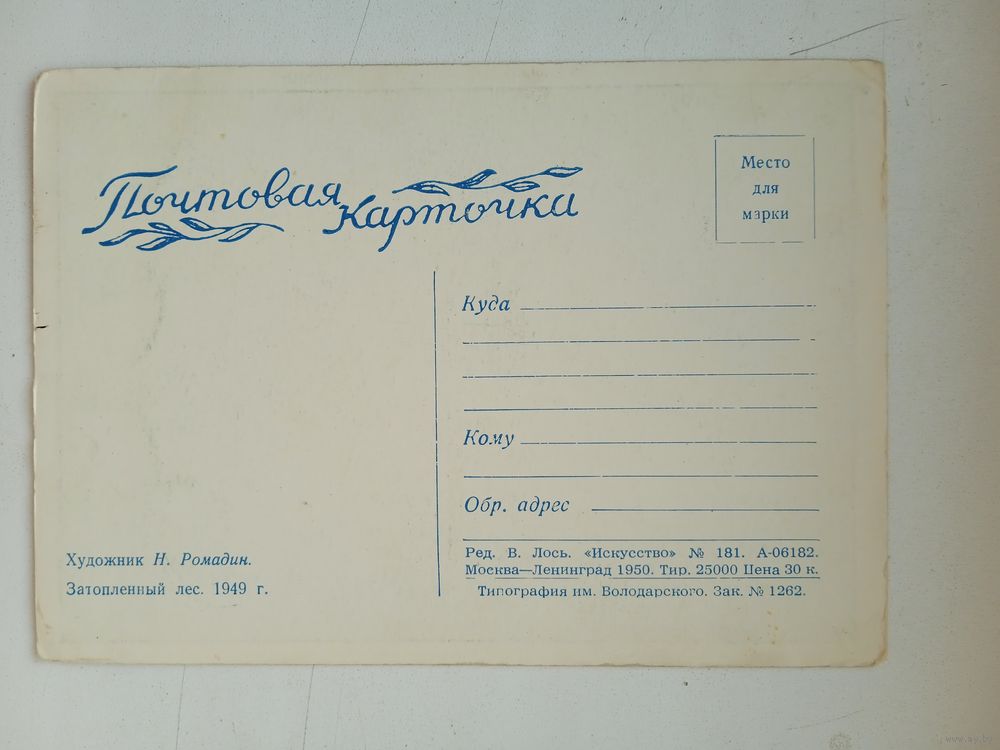 Почтовая
Карточка
Место
для
марки
Куда
Кому
Обр. адрес
Художник Н. Ромадин.
Затопленный лес. 1949 г.
Ред. В. Лось. «Искусство» № 181. А-06182.
Москва—Ленинград 1950. Тир. 25000 Цена 30 к.
Типография им. Володарского. Зак. № 1262.